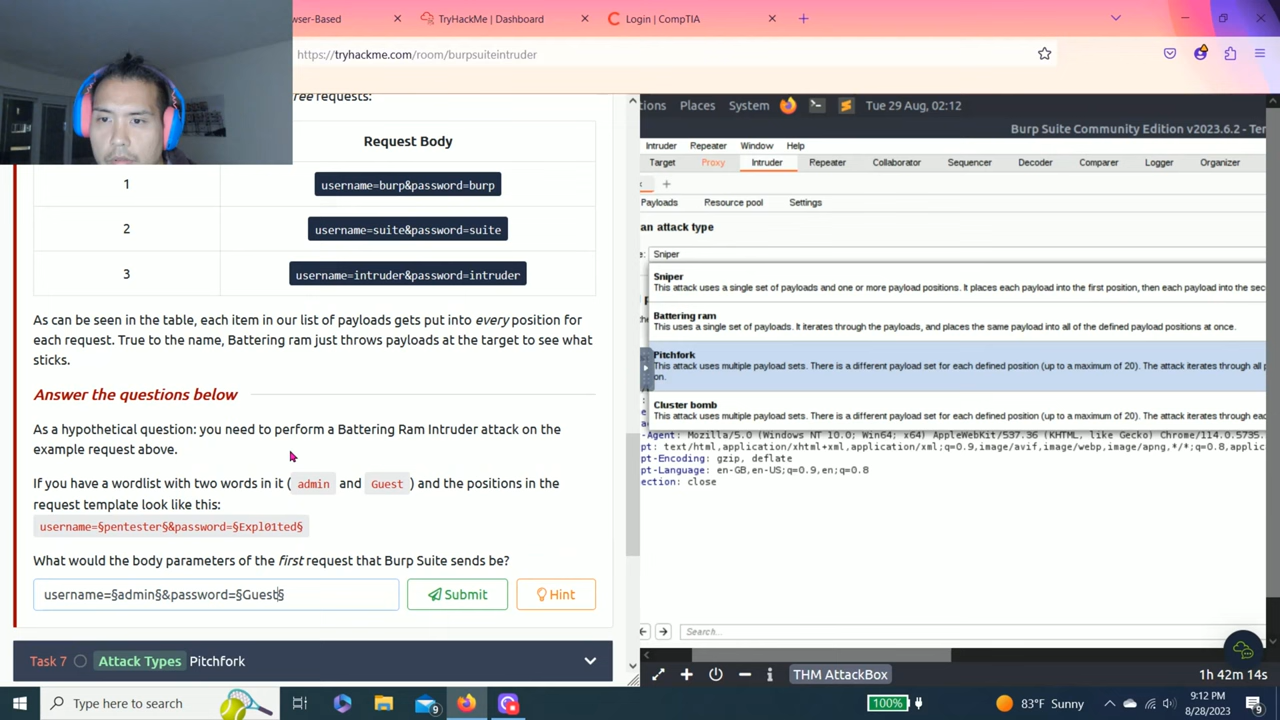 wser-Based
TryHackMe | Dashboard
Login | CompTIA
https://tryhackme.com/room/burpsuiteintruder
ree requests:
Request Body
1
username=burp&password=burp
2
username=suite&password=suite
3
username=intruder&password=intruder
As can be seen in the table, each item in our list of payloads gets put into every position for
each request. True to the name, Battering ram just throws payloads at the target to see what
sticks.
Answer the questions below
As a hypothetical question: you need to perform a Battering Ram Intruder attack on the
example request above.
If you have a wordlist with two words in it ( admin and Guest ) and the positions in the
request template look like this:
username=§pentester§&password=§Expl01ted§
What would the body parameters of the first request that Burp Suite sends be?
username=§admin§&password=§Guest§
Submit
Hint
Task 7
Attack Types
Pitchfork
tions
Places
System
Tue 29 Aug, 02:12
Burp Suite Community Edition v2023.6.2 - Ter
Intruder
Repeater
Window
Help
Target
Proxy
Intruder
Repeater
Collaborator
Sequencer
Decoder
Comparer
Logger
Organizer
x
+
Payloads
Resource pool
Settings
an attack type
e:
Sniper
Sniper
This attack uses a single set of payloads and one or more payload positions. It places each payload into the first position, then each payload into the sec
Battering ram
This uses a single set of payloads. It iterates through the payloads, and places the same payload into all of the defined payload positions at once.
Pitchfork
This attack uses multiple payload sets. There is a different payload set for each defined position (up to a maximum of 20). The attack iterates through all p
on.
Cluster bomb
This attack uses multiple payload sets. There is a different payload set for each defined position (up to a maximum of 20). The attack iterates through eac
-Agent: Mozilla/5.0 (Windows NT 10.0; Win64; x64) AppleWebKit/537.36 (KHTML, like Gecko) Chrome/114.0.5735.
pt: text/html,application/xhtml+xml,application/xml;q=0.9,image/avif,image/webp,image/apng,*/*;q=0.8,applic
pt-Encoding: gzip, deflate
pt-Language: en-GB,en-US;q=0.9,en;q=0.8
ection: close
Search...
THM AttackBox
1h 42m 14s
Type here to search
9
100%
83°F Sunny
9:12 PM
8/28/2023
9